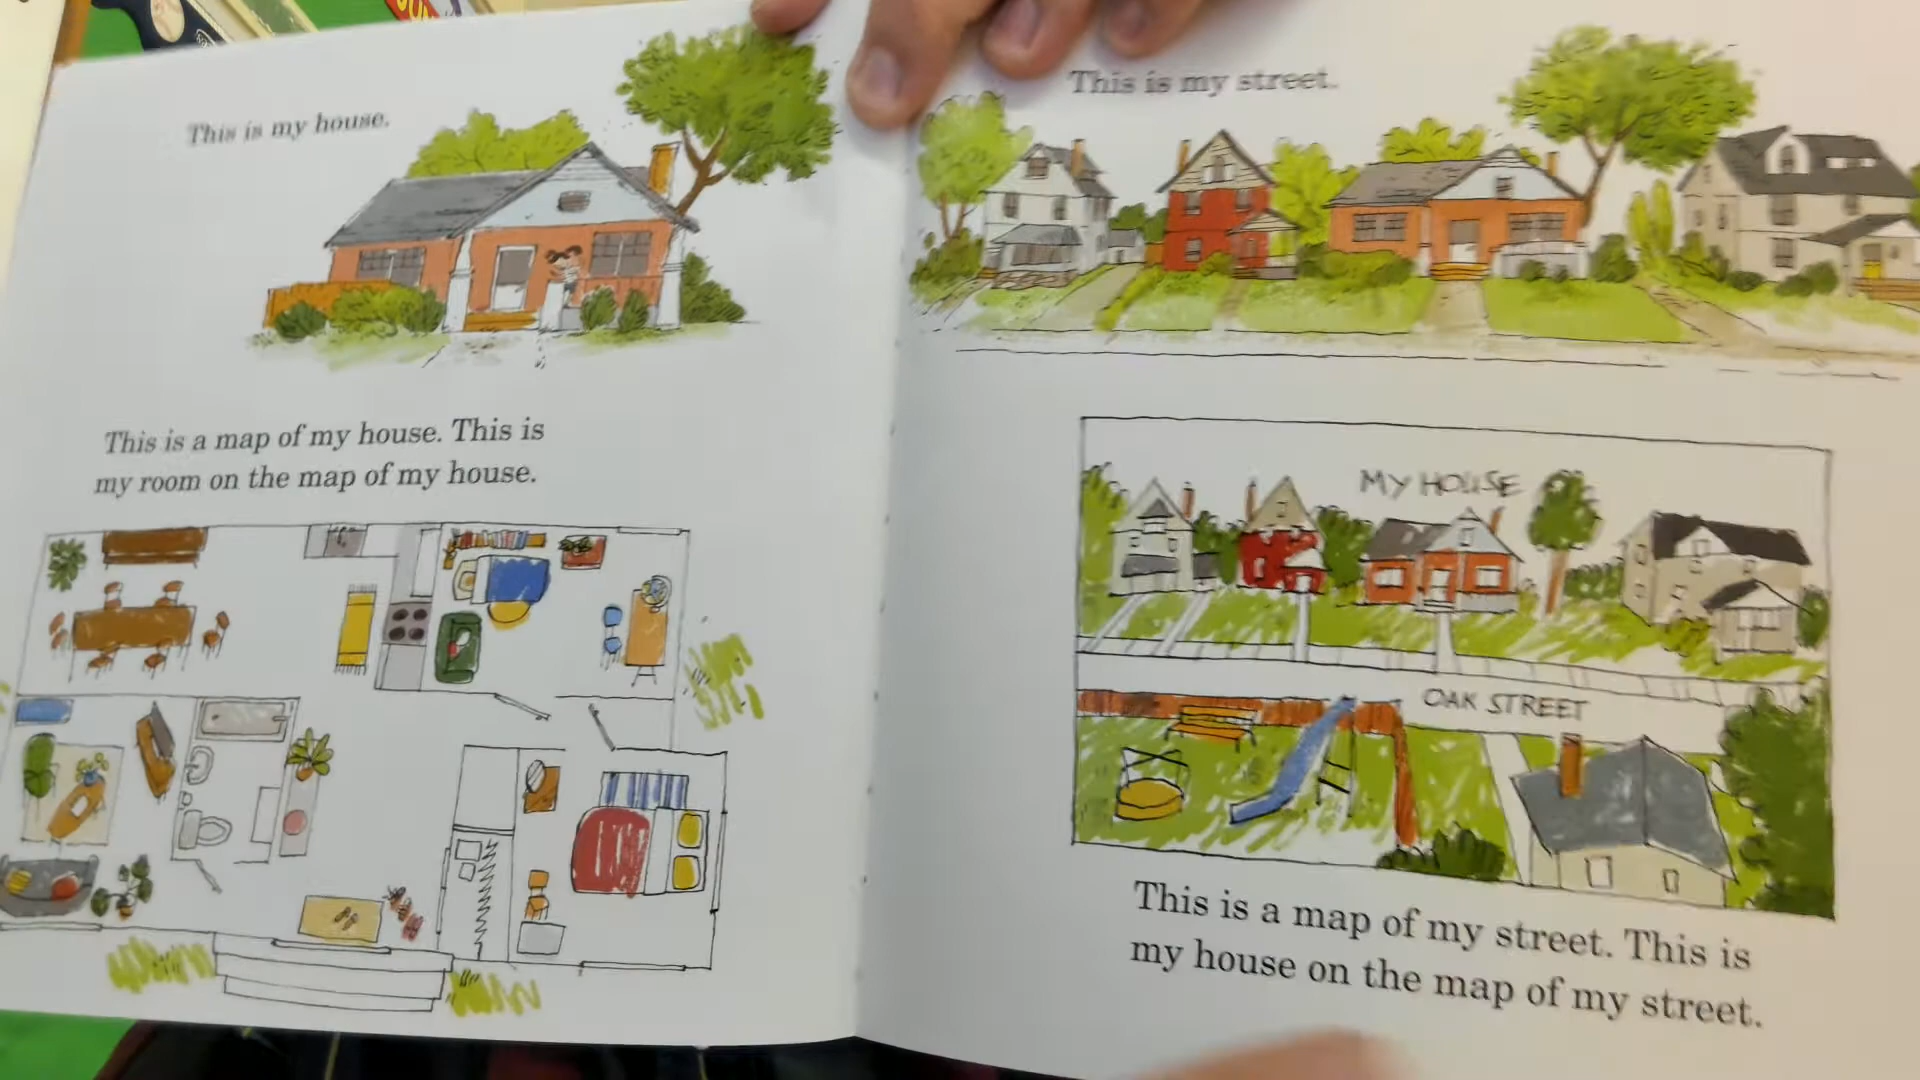 This is my house.
This is a map of my house. This is
my room on the map of my house.
This is my street.
MY HOUSE
OAK STREET
This is a map of my street. This is
my house on the map of my street.